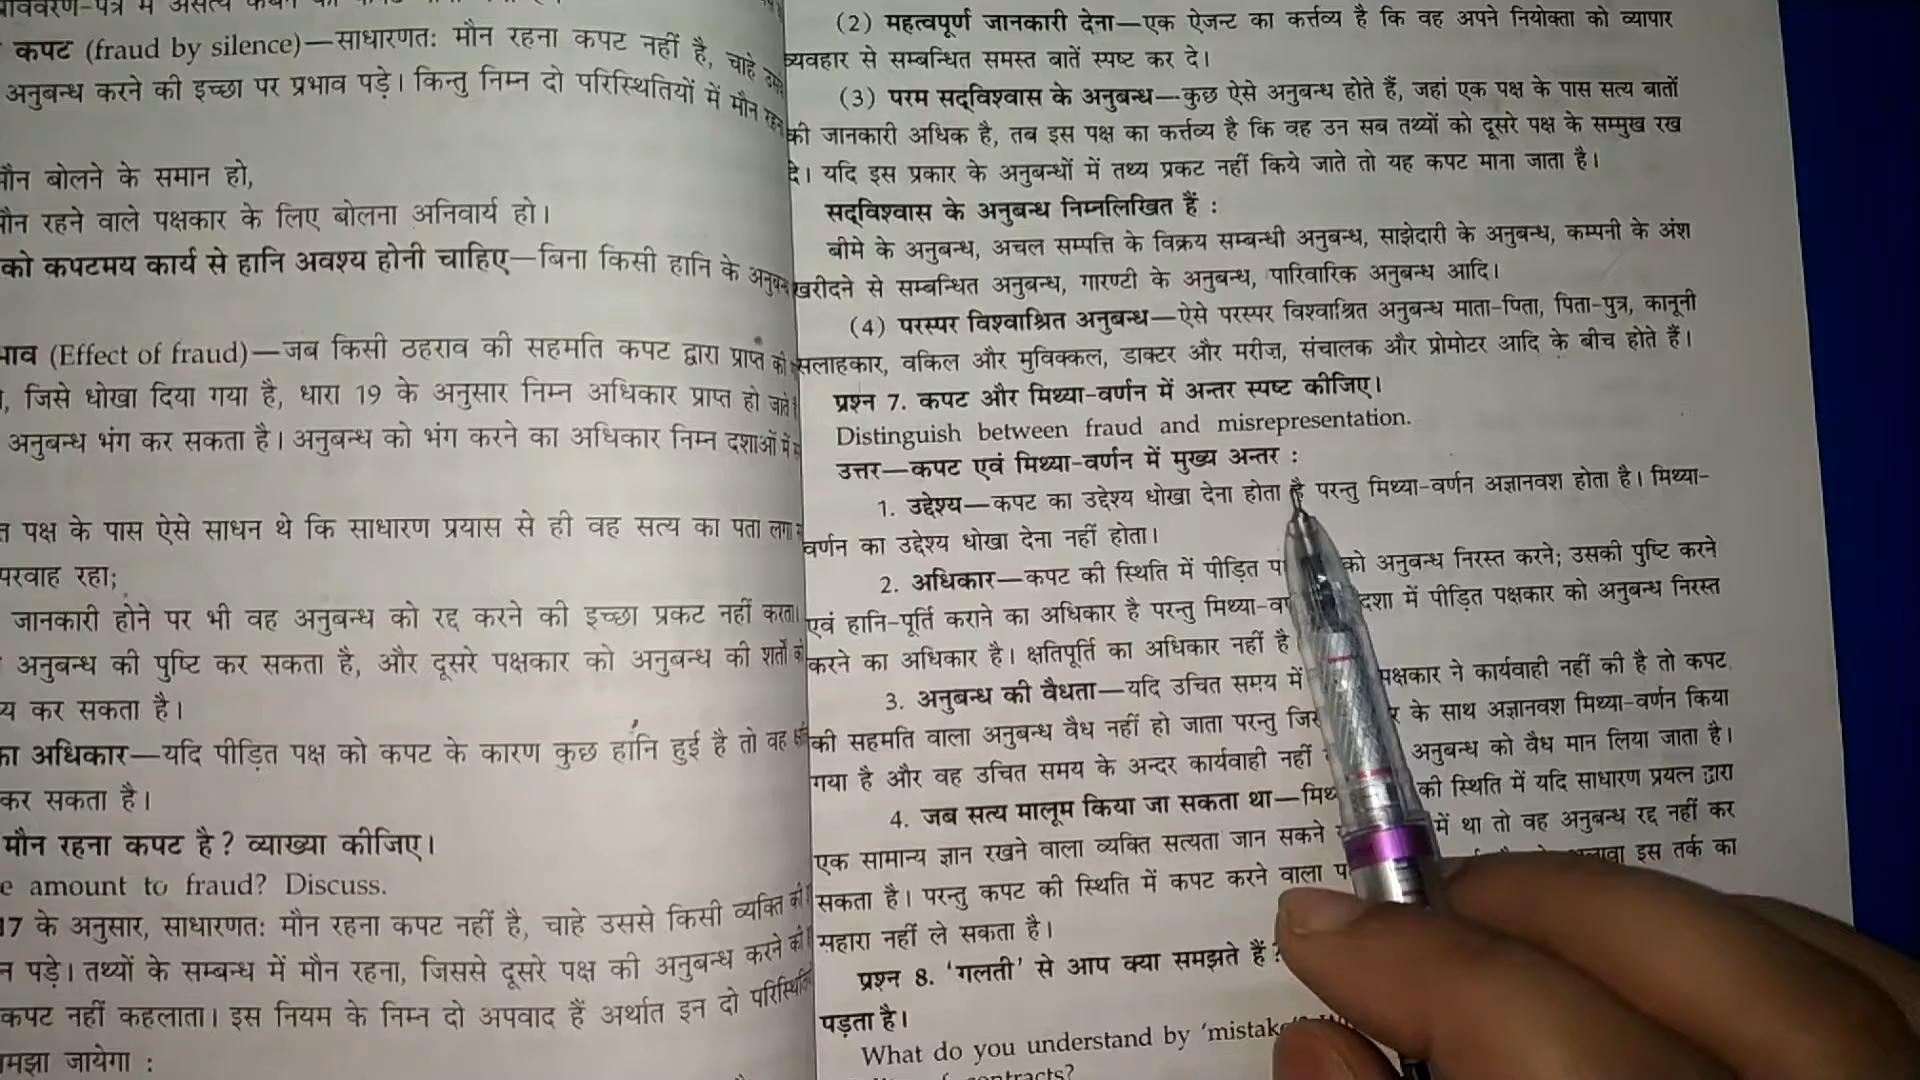 कपट (fraud by silence)—साधारणतः मौन रहना कपट नहीं है, चाहे
अनुबन्ध करने की इच्छा पर प्रभाव पड़े। किन्तु निम्न दो परिस्थितियों में मौन रहना
मौन बोलने के समान हो,
मौन रहने वाले पक्षकार के लिए बोलना अनिवार्य हो।
को कपटमय कार्य से हानि अवश्य होनी चाहिए—बिना किसी हानि के
(Effect of fraud)—जब किसी ठहराव की सहमति कपट द्वारा प्राप्त की
, जिसे धोखा दिया गया है, धारा 19 के अनुसार निम्न अधिकार प्राप्त हो जाते
अनुबन्ध भंग कर सकता है। अनुबन्ध को भंग करने का अधिकार निम्न दशाओं में
पक्ष के पास ऐसे साधन थे कि साधारण प्रयास से ही वह सत्य का पता लगा
परवाह रहा;
जानकारी होने पर भी वह अनुबन्ध को रद्द करने की इच्छा प्रकट नहीं करता।
अनुबन्ध की पुष्टि कर सकता है, और दूसरे पक्षकार को अनुबन्ध की शर्तों को
कर सकता है।
का अधिकार—यदि पीड़ित पक्ष को कपट के कारण कुछ हानि हुई है तो वह
कर सकता है।
मौन रहना कपट है? व्याख्या कीजिए।
e amount to fraud? Discuss.
17 के अनुसार, साधारणतः मौन रहना कपट नहीं है, चाहे उससे किसी व्यक्ति की
न पड़े। तथ्यों के सम्बन्ध में मौन रहना, जिससे दूसरे पक्ष की अनुबन्ध करने की
कपट नहीं कहलाता। इस नियम के निम्न दो अपवाद हैं अर्थात इन दो
समझा जायेगा :
(2) महत्वपूर्ण जानकारी देना—एक ऐजन्ट का कर्त्तव्य है कि वह अपने नियोक्ता को व्यापार
व्यवहार से सम्बन्धित समस्त बातें स्पष्ट कर दे।
(3) परम सद्विश्वास के अनुबन्ध—कुछ ऐसे अनुबन्ध होते हैं, जहां एक पक्ष के पास सत्य बातों
की जानकारी अधिक है, तब इस पक्ष का कर्त्तव्य है कि वह उन सब तथ्यों को दूसरे पक्ष के सम्मुख रख
दे। यदि इस प्रकार के अनुबन्धों में तथ्य प्रकट नहीं किये जाते तो यह कपट माना जाता है।
सद्विश्वास के अनुबन्ध निम्नलिखित हैं :
बीमे के अनुबन्ध, अचल सम्पत्ति के विक्रय सम्बन्धी अनुबन्ध, साझेदारी के अनुबन्ध, कम्पनी के अंश
खरीदने से सम्बन्धित अनुबन्ध, गारण्टी के अनुबन्ध, पारिवारिक अनुबन्ध आदि।
(4) परस्पर विश्वाश्रित अनुबन्ध—ऐसे परस्पर विश्वाश्रित अनुबन्ध माता-पिता, पिता-पुत्र, कानूनी
सलाहकार, वकिल और मुविक्कल, डाक्टर और मरीज़, संचालक और प्रोमोटर आदि के बीच होते हैं।
प्रश्न 7. कपट और मिथ्या-वर्णन में अन्तर स्पष्ट कीजिए।
Distinguish between fraud and misrepresentation.
उत्तर—कपट एवं मिथ्या-वर्णन में मुख्य अन्तर :
1. उद्देश्य—कपट का उद्देश्य धोखा देना होता है परन्तु मिथ्या-वर्णन अज्ञानवश होता है। मिथ्या-
वर्णन का उद्देश्य धोखा देना नहीं होता।
2. अधिकार—कपट की स्थिति में पीड़ित को अनुबन्ध निरस्त करने; उसकी पुष्टि करने
एवं हानि-पूर्ति कराने का अधिकार है परन्तु दशा में पीड़ित पक्षकार को अनुबन्ध निरस्त
करने का अधिकार है। क्षतिपूर्ति का अधिकार नहीं है
3. अनुबन्ध की वैधता—यदि उचित समय में पक्षकार ने कार्यवाही नहीं की है तो कपट
की सहमति वाला अनुबन्ध वैध नहीं हो जाता परन्तु के साथ अज्ञानवश मिथ्या-वर्णन किया
गया है और वह उचित समय के अन्दर कार्यवाही नहीं अनुबन्ध को वैध मान लिया जाता है।
4. जब सत्य मालूम किया जा सकता था— की स्थिति में यदि साधारण प्रयत्न द्वारा
एक सामान्य ज्ञान रखने वाला व्यक्ति सत्यता जान सकने में था तो वह अनुबन्ध रद्द नहीं कर
सकता है। परन्तु कपट की स्थिति में कपट करने वाला इस तर्क का
सहारा नहीं ले सकता है।
प्रश्न 8. 'गलती' से आप क्या समझते हैं?
पड़ता है।
What do you understand by 'mistake'?
contracts?